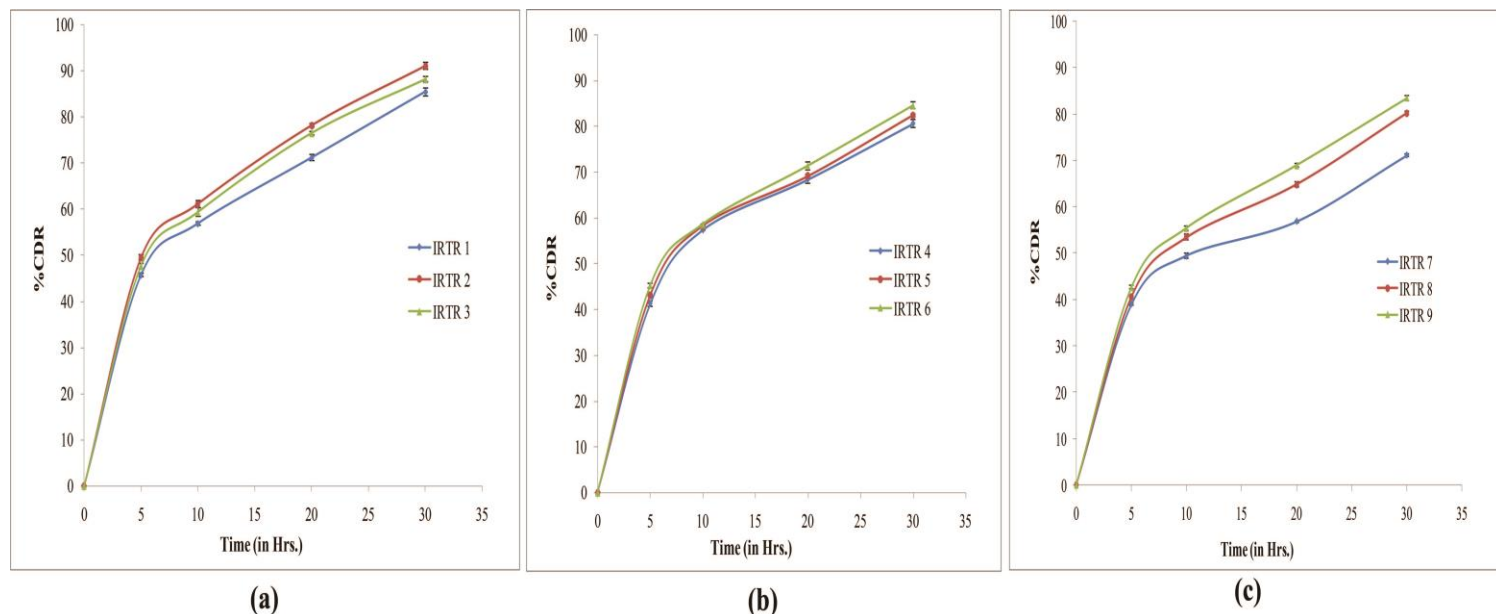 100
90
80
70
60
50
40
30
20
10
0
%CDR
IRTR 1
IRTR 2
IRTR 3
0 5 10 15 20 25 30 35
Time (in Hrs.)
(a)
100
90
80
70
60
50
40
30
20
10
0
%CDR
IRTR 4
IRTR 5
IRTR 6
0 5 10 15 20 25 30 35
Time (in Hrs.)
(b)
100
90
80
70
60
50
40
30
20
10
0
%CDR
IRTR 7
IRTR 8
IRTR 9
0 5 10 15 20 25 30 35
Time (in Hrs.)
(c)